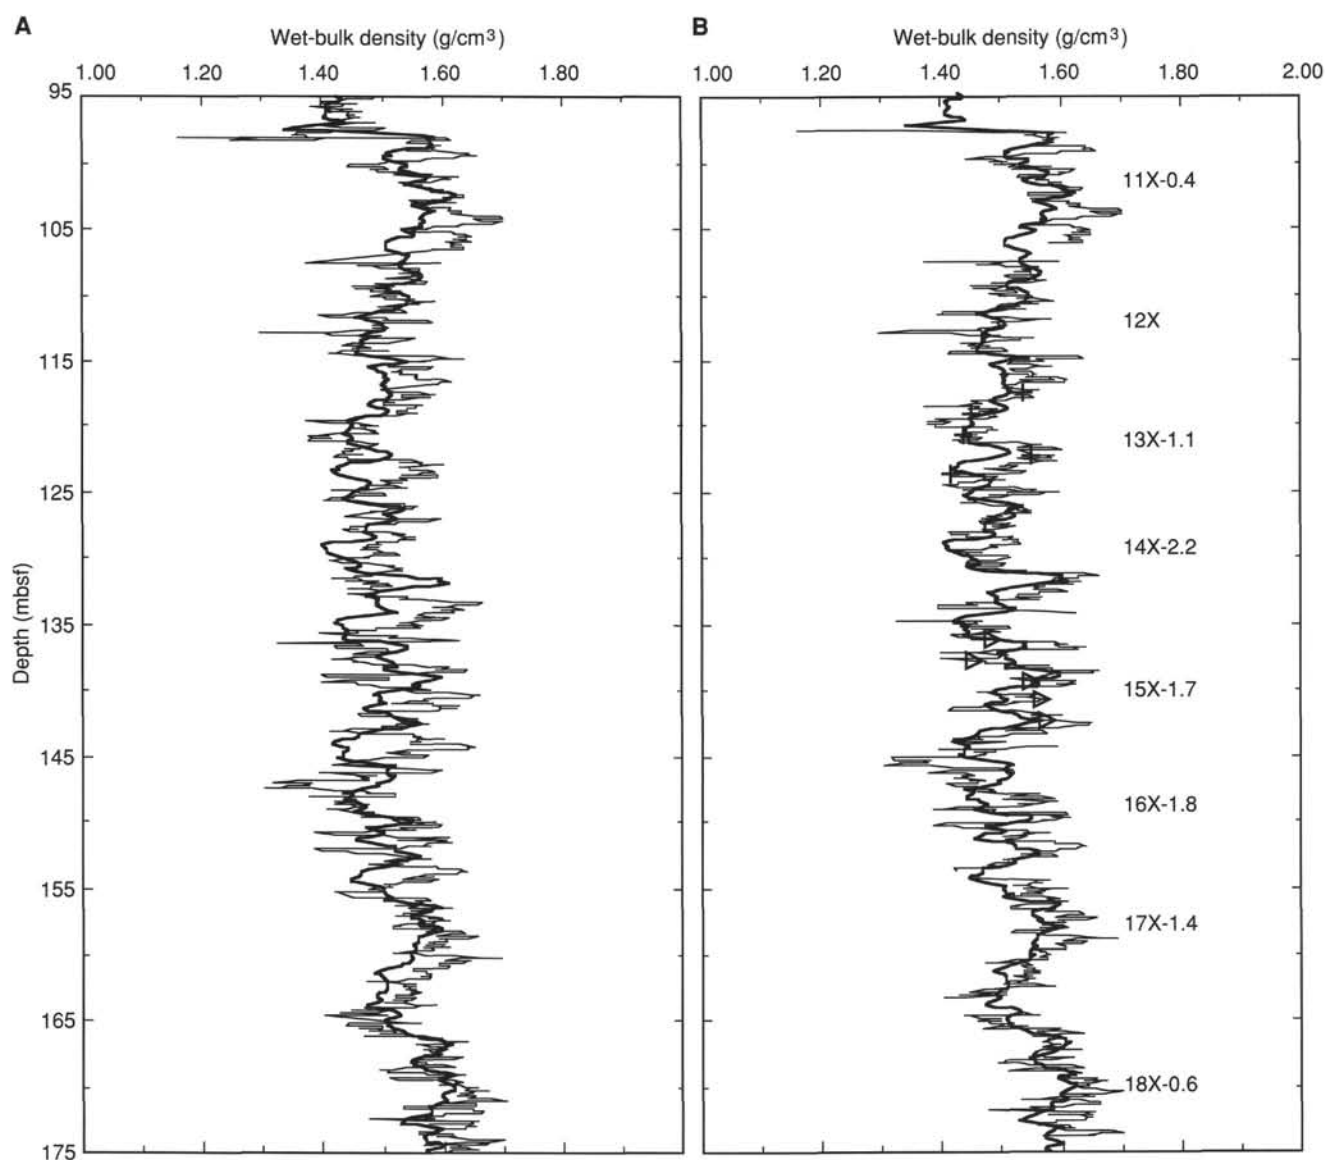 A
Wet-bulk density (g/cm³)
1.00 1.20 1.40 1.60 1.80
B
Wet-bulk density (g/cm³)
1.00 1.20 1.40 1.60 1.80 2.00
Depth (mbsf)
95
105
115
125
135
145
155
165
175
11X-0.4
12X
13X-1.1
14X-2.2
15X-1.7
16X-1.8
17X-1.4
18X-0.6